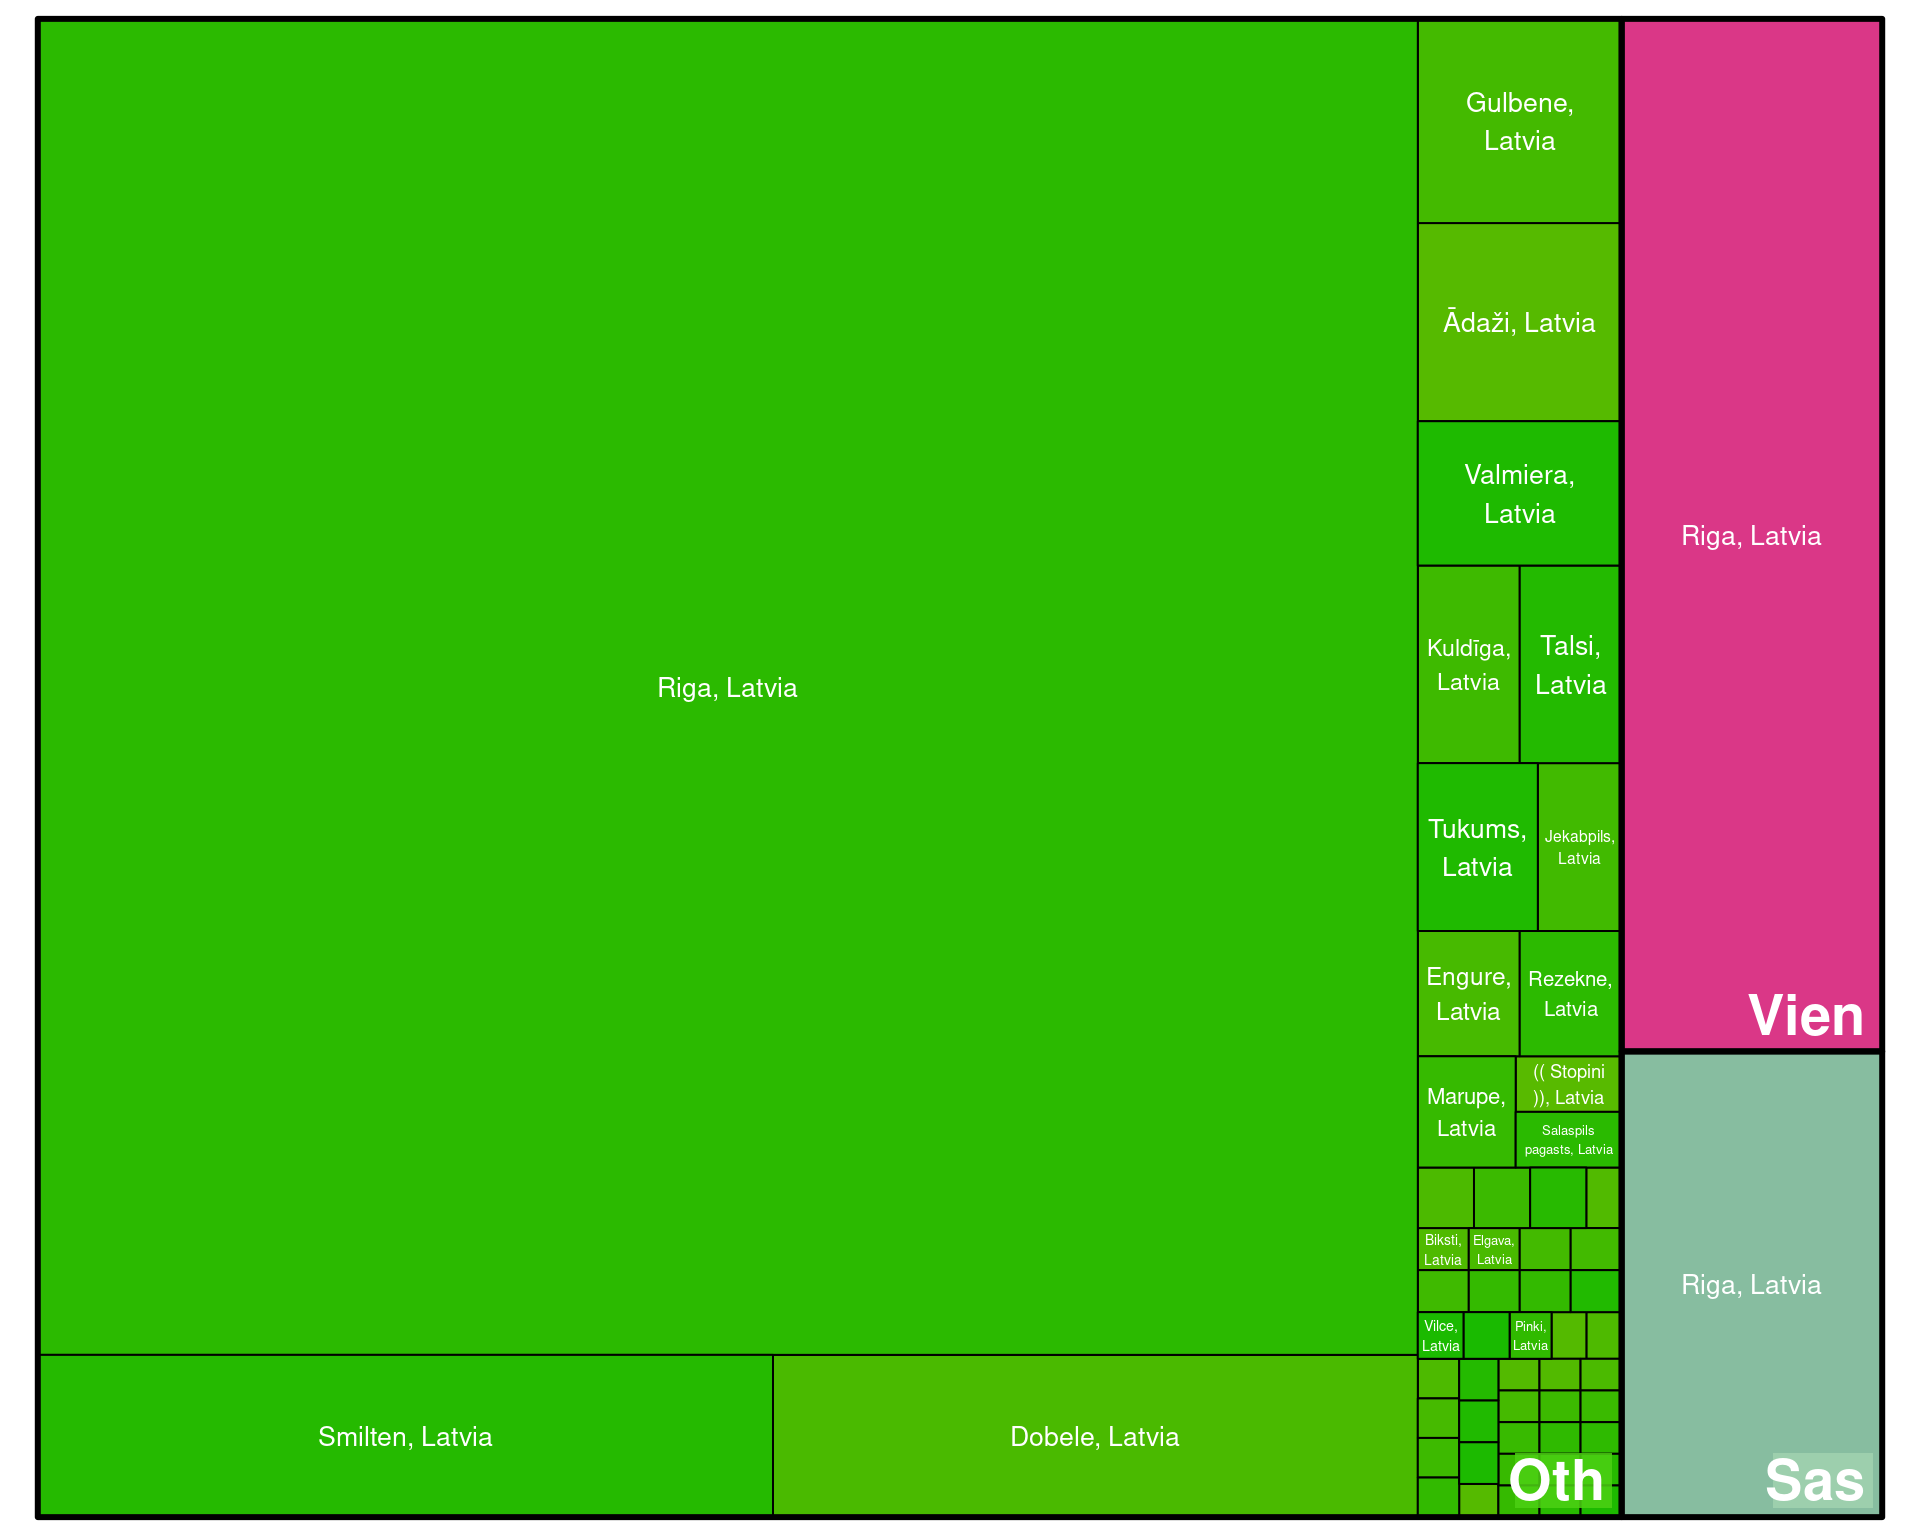 Riga, Latvia
Smilten, Latvia
Dobele, Latvia
Gulbene,
Latvia
Ādaži, Latvia
Valmiera,
Latvia
Kuldīga,
Latvia
Talsi,
Latvia
Tukums,
Latvia
Jekabpils,
Latvia
Engure,
Latvia
Rezekne,
Latvia
Marupe,
Latvia
(( Stopini
)), Latvia
Salaspils
pagasts, Latvia
Biksti,
Latvia
Elgava,
Latvia
Vilce,
Latvia
Pinki,
Latvia
Oth
Riga, Latvia
Vien
Riga, Latvia
Sas